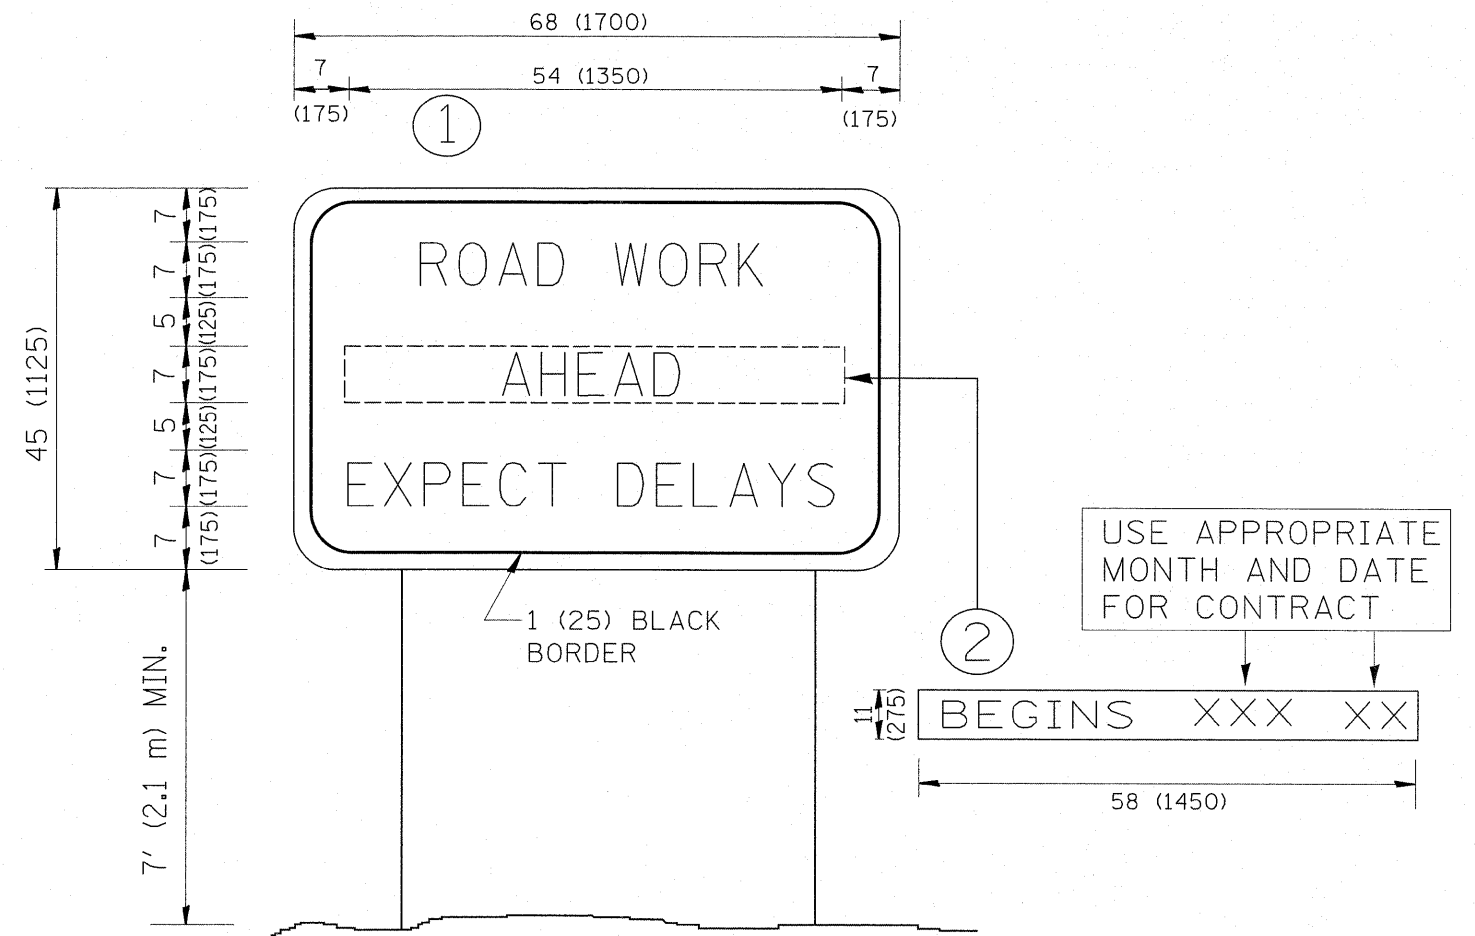 68 (1700)
7 54 (1350) 7
(175) (175)
1
7 (175)
7 (175)
5 (125)
7 (175)
5 (125)
7 (175)
7 (175)
45 (1125)
ROAD WORK
AHEAD
EXPECT DELAYS
1 (25) BLACK
BORDER
7' (2.1 m) MIN.
2
USE APPROPRIATE
MONTH AND DATE
FOR CONTRACT
11
(275)
BEGINS XXX XX
58 (1450)